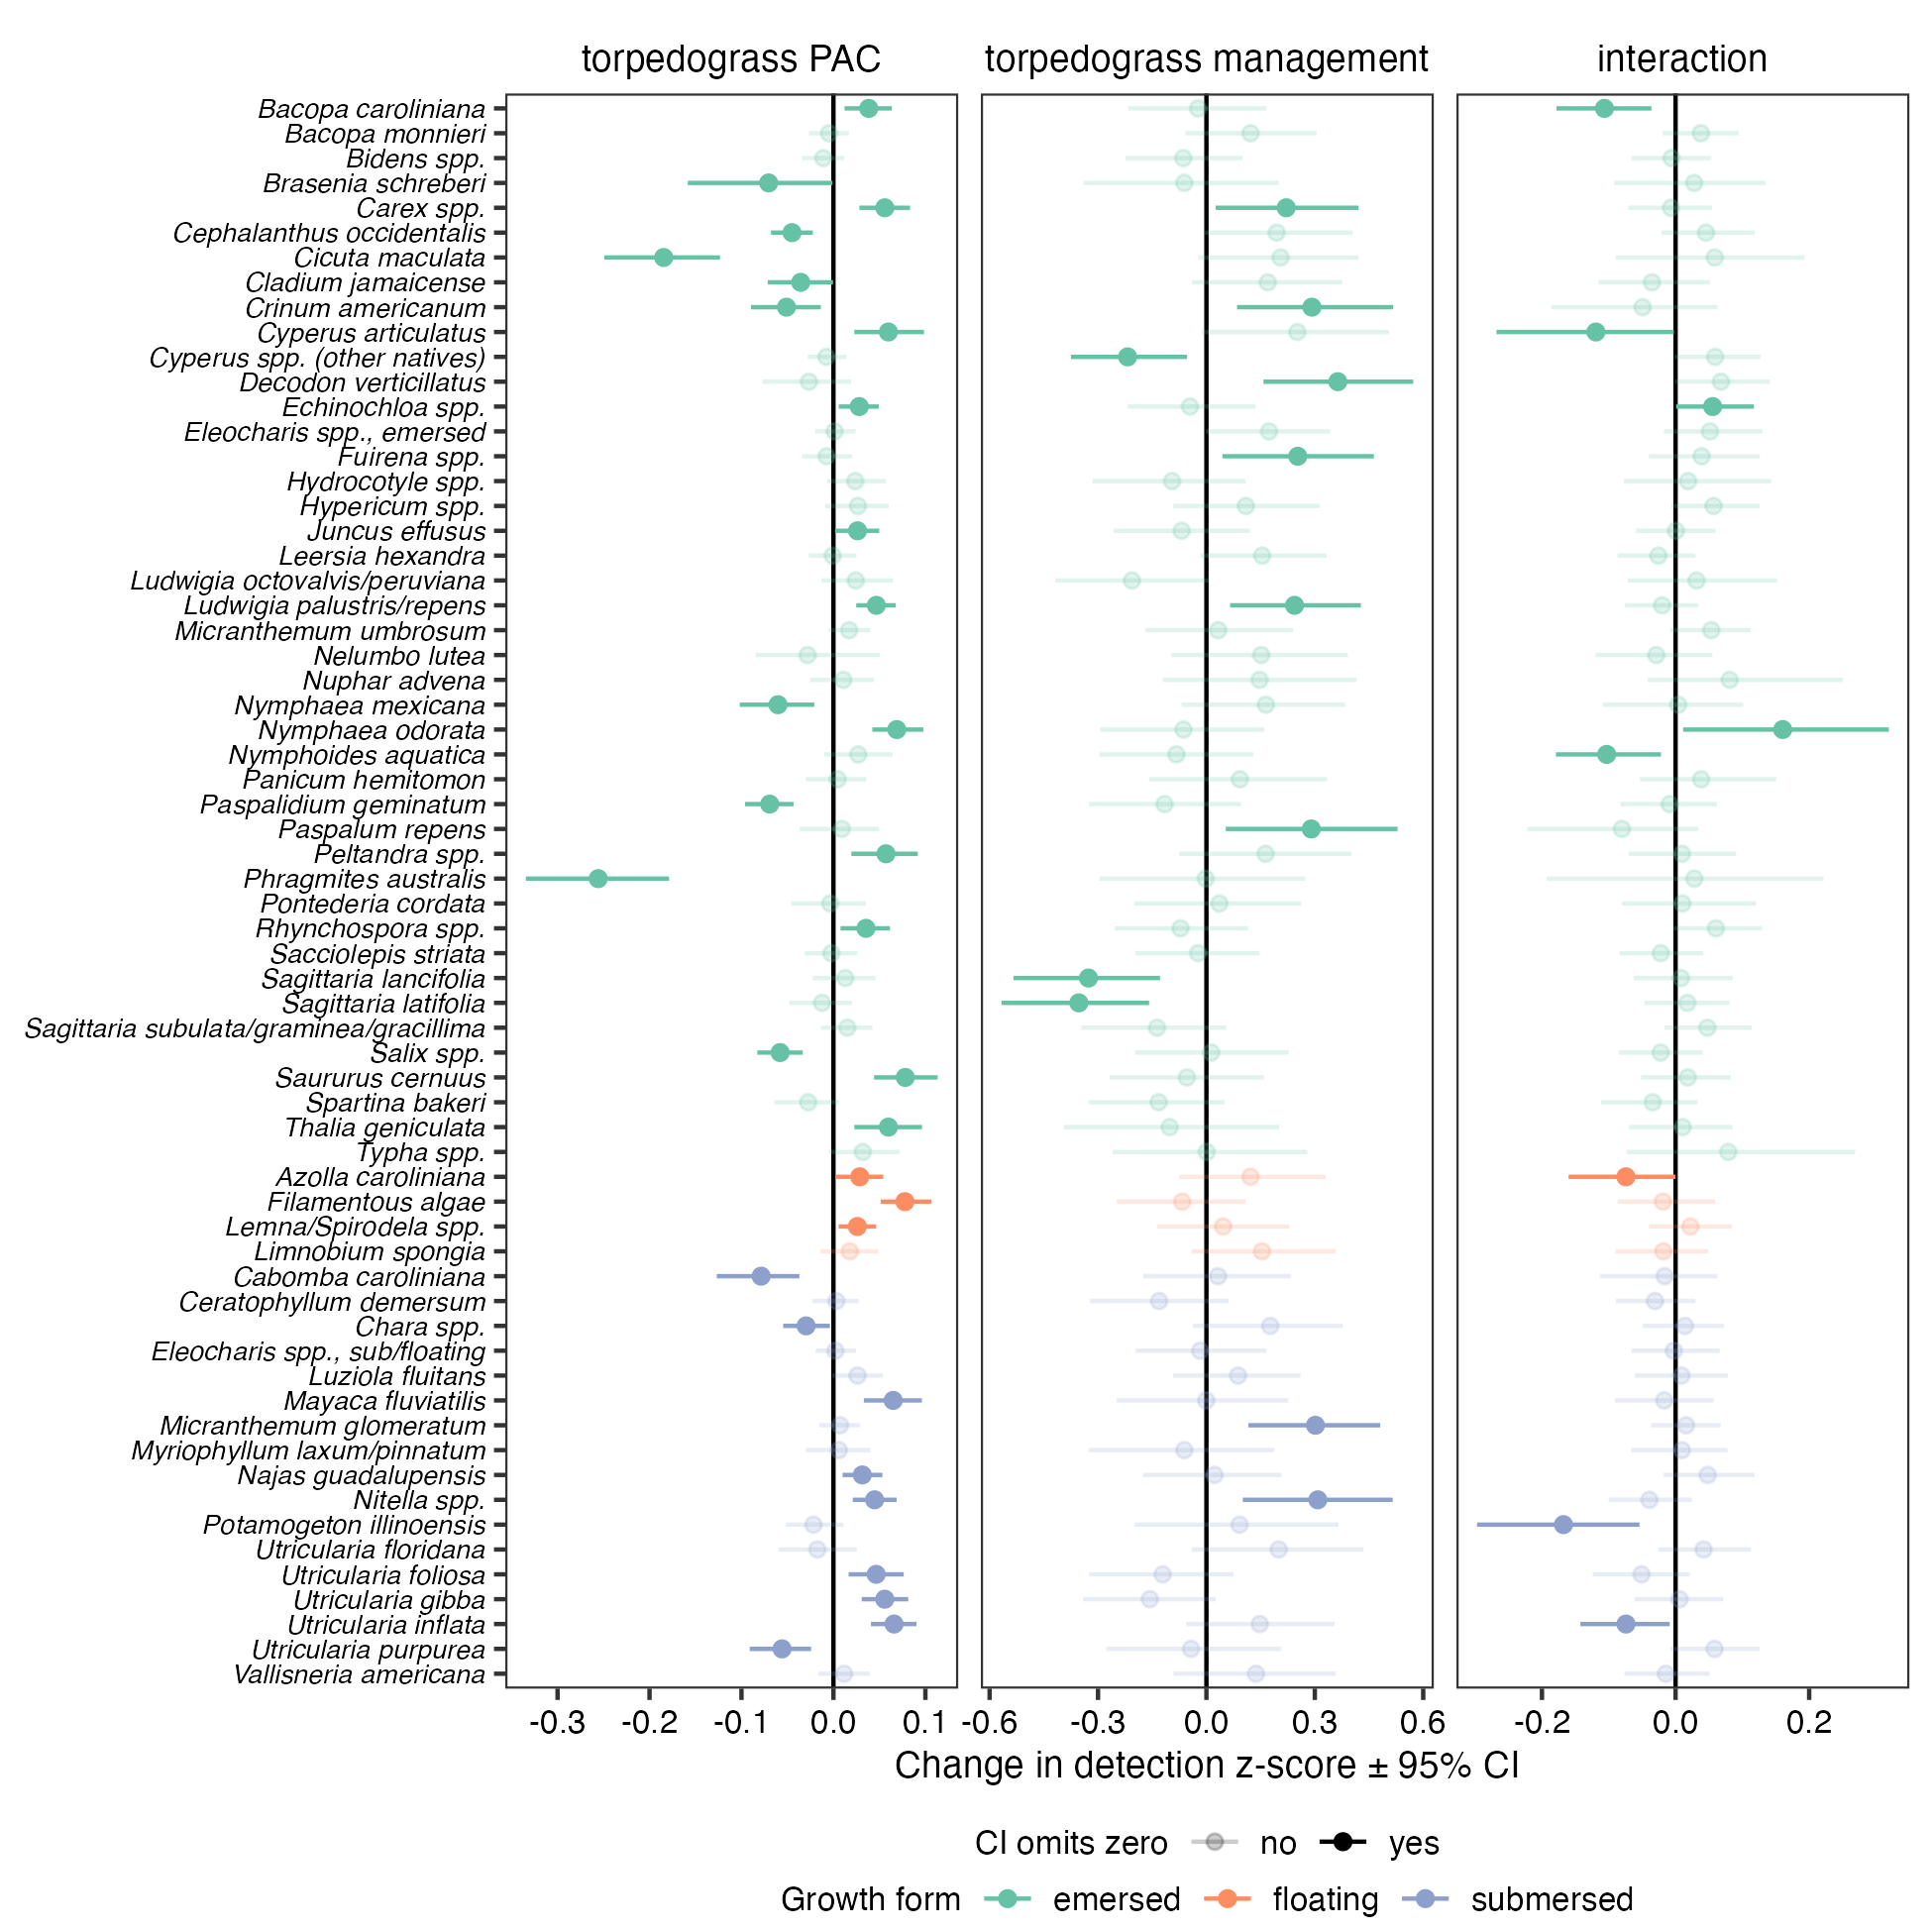 torpedograss PAC torpedograss management interaction
Bacopa caroliniana
Bacopa monnieri
Bidens spp.
Brasenia schreberi
Carex spp.
Cephalanthus occidentalis
Cicuta maculata
Cladium jamaicense
Crinum americanum
Cyperus articulatus
Cyperus spp. (other natives)
Decodon verticillatus
Echinochloa spp.
Eleocharis spp., emersed
Fuirena spp.
Hydrocotyle spp.
Hypericum spp.
Juncus effusus
Leersia hexandra
Ludwigia octovalvis/peruviana
Ludwigia palustris/repens
Micranthemum umbrosum
Nelumbo lutea
Nuphar advena
Nymphaea mexicana
Nymphaea odorata
Nymphoides aquatica
Panicum hemitomon
Paspalidium geminatum
Paspalum repens
Peltandra spp.
Phragmites australis
Pontederia cordata
Rhynchospora spp.
Sacciolepis striata
Sagittaria lancifolia
Sagittaria latifolia
Sagittaria subulata/graminea/gracillima
Salix spp.
Saururus cernuus
Spartina bakeri
Thalia geniculata
Typha spp.
Azolla caroliniana
Filamentous algae
Lemna/Spirodela spp.
Limnobium spongia
Cabomba caroliniana
Ceratophyllum demersum
Chara spp.
Eleocharis spp., sub/floating
Luziola fluitans
Mayaca fluviatilis
Micranthemum glomeratum
Myriophyllum laxum/pinnatum
Najas guadalupensis
Nitella spp.
Potamogeton illinoensis
Utricularia floridana
Utricularia foliosa
Utricularia gibba
Utricularia inflata
Utricularia purpurea
Vallisneria americana
-0.3 -0.2 -0.1 0.0 0.1 -0.6 -0.3 0.0 0.3 0.6 -0.2 0.0 0.2
Change in detection z-score ± 95% CI
CI omits zero no yes
Growth form emersed floating submersed